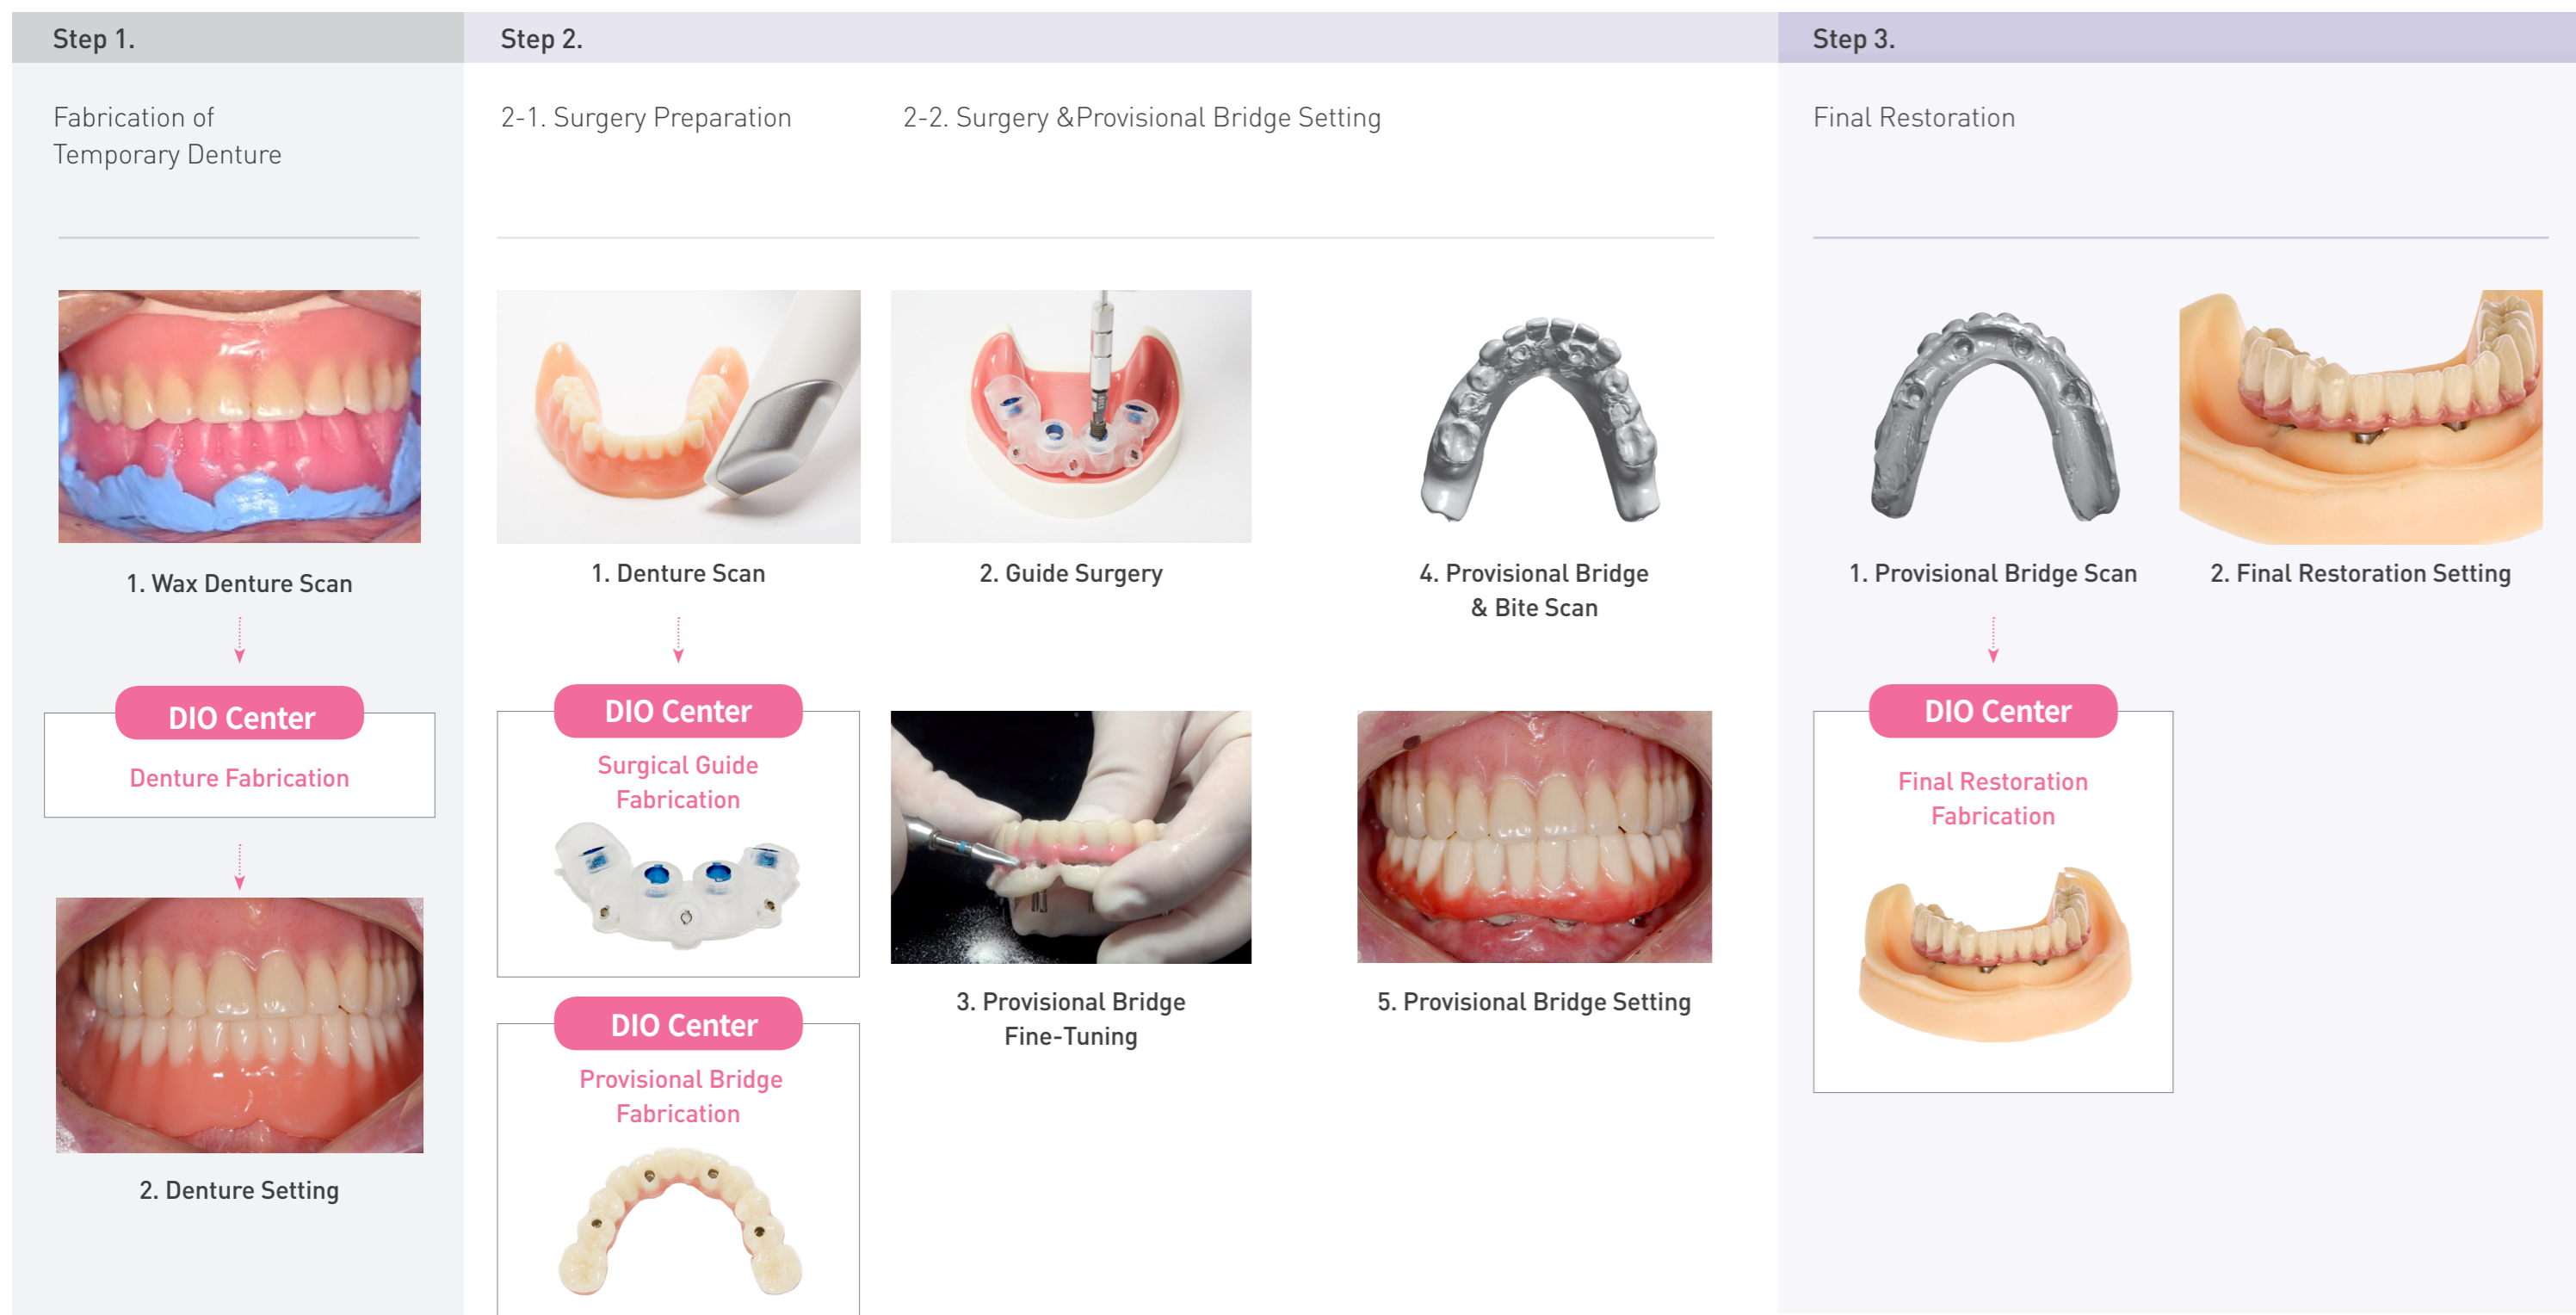 Step 1.
Fabrication of
Temporary Denture
1. Wax Denture Scan
DIO Center
Denture Fabrication
2. Denture Setting
Step 2.
2-1. Surgery Preparation
1. Denture Scan
DIO Center
Surgical Guide
Fabrication
DIO Center
Provisional Bridge
Fabrication
2-2. Surgery &Provisional Bridge Setting
2. Guide Surgery
3. Provisional Bridge
Fine-Tuning
4. Provisional Bridge
& Bite Scan
5. Provisional Bridge Setting
Step 3.
Final Restoration
1. Provisional Bridge Scan
DIO Center
Final Restoration
Fabrication
2. Final Restoration Setting